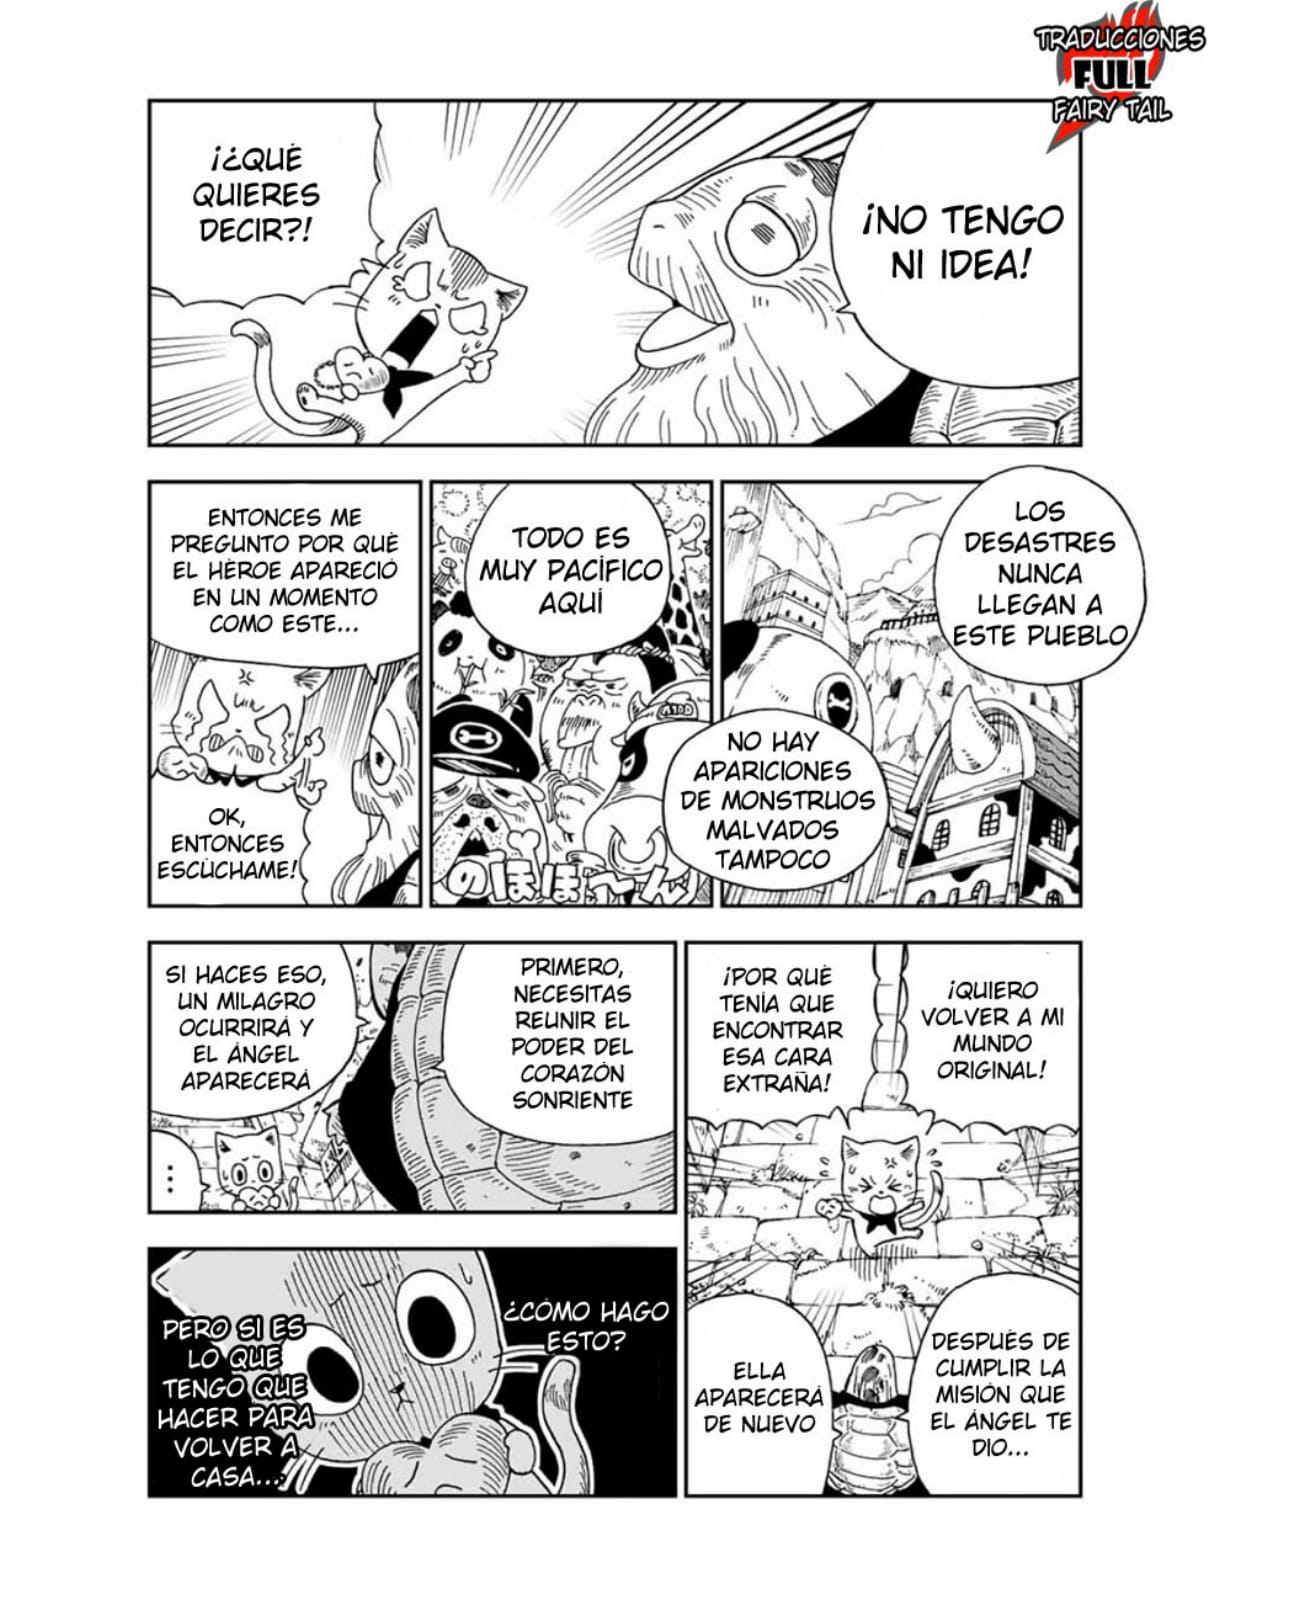 TRADUCCIONES
FULL
FAIRY TAIL
¡NO TENGO
NI IDEA!
¡¿QUÉ
QUIERES
DECIR?!
LOS
DESASTRES
NUNCA
LLEGAN A
ESTE PUEBLO
NO HAY
APARICIONES
DE MONSTRUOS
MALVADOS
TAMPOCO
TODO ES
MUY PACÍFICO
AQUÍ
のほほ〜ん
ENTONCES ME
PREGUNTO POR QUÉ
EL HÉROE APARECIÓ
EN UN MOMENTO
COMO ESTE...
OK,
ENTONCES
ESCÚCHAME!
¡QUIERO
VOLVER A MI
MUNDO
ORIGINAL!
¡POR QUÉ
TENÍA QUE
ENCONTRAR
ESA CARA
EXTRAÑA!
DESPUÉS DE
CUMPLIR LA
MISIÓN QUE
EL ÁNGEL TE
DIO...
ELLA
APARECERÁ
DE NUEVO
PRIMERO,
NECESITAS
REUNIR EL
PODER DEL
CORAZÓN
SONRIENTE
SI HACES ESO,
UN MILAGRO
OCURRIRÁ Y
EL ÁNGEL
APARECERÁ
...
¿CÓMO HAGO
ESTO?
PERO SI ES
LO QUE
TENGO QUE
HACER PARA
VOLVER A
CASA...